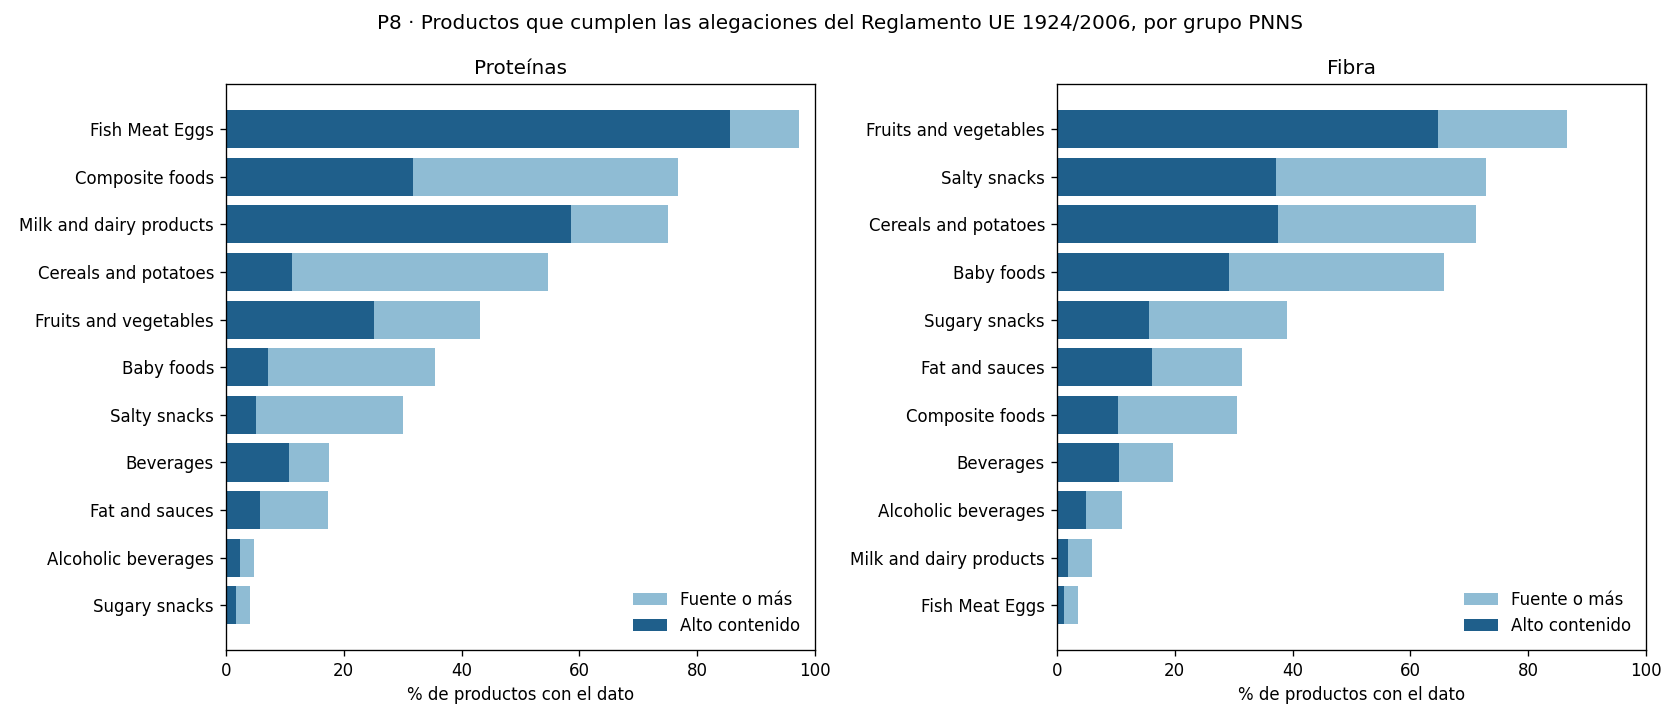 P8 · Productos que cumplen las alegaciones del Reglamento UE 1924/2006, por grupo PNNS
Proteínas
Fish Meat Eggs
Composite foods
Milk and dairy products
Cereals and potatoes
Fruits and vegetables
Baby foods
Salty snacks
Beverages
Fat and sauces
Alcoholic beverages
Sugary snacks
Fuente o más
Alto contenido
0 20 40 60 80 100
% de productos con el dato
Fibra
Fruits and vegetables
Salty snacks
Cereals and potatoes
Baby foods
Sugary snacks
Fat and sauces
Composite foods
Beverages
Alcoholic beverages
Milk and dairy products
Fish Meat Eggs
Fuente o más
Alto contenido
0 20 40 60 80 100
% de productos con el dato